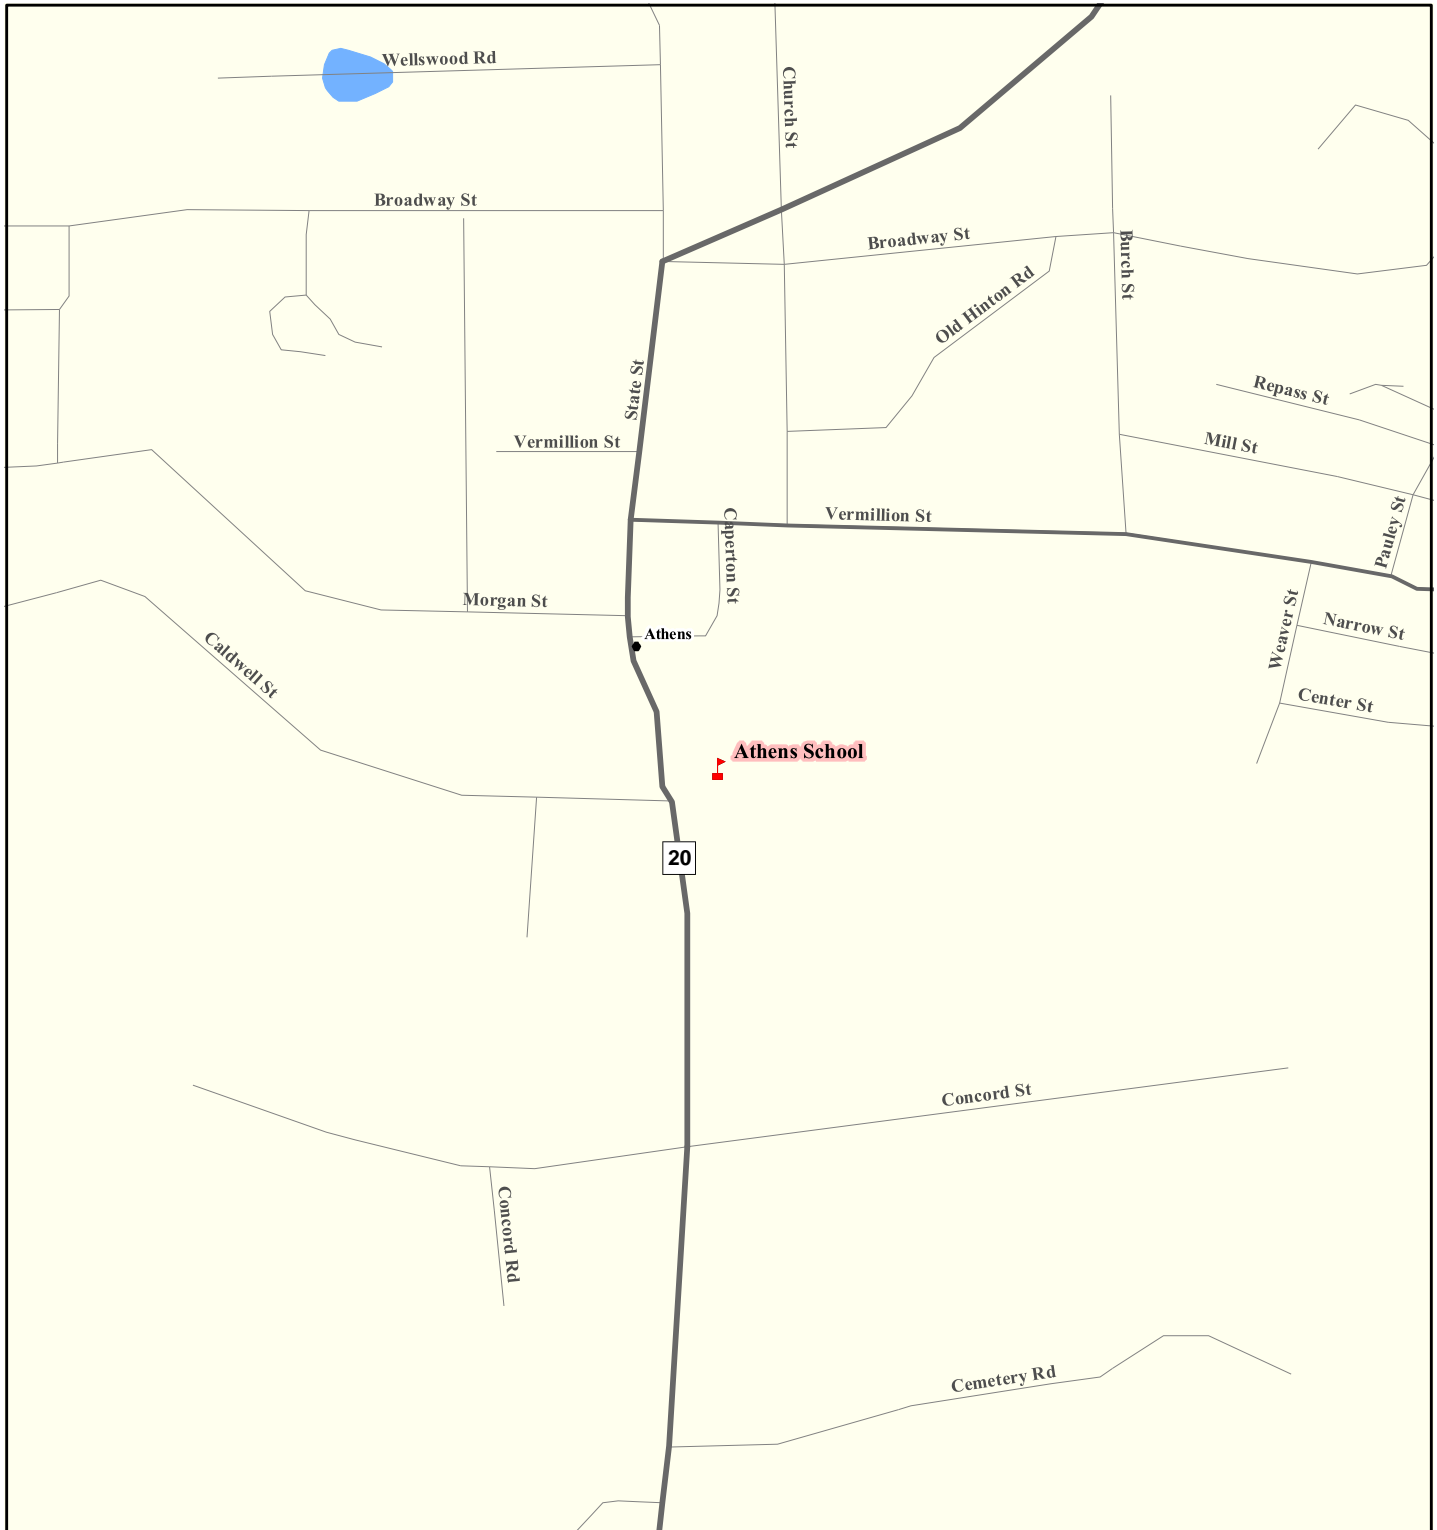 Wellswood Rd
Church St
Broadway St
Broadway St
Burch St
Old Hinton Rd
State St
Repass St
Vermillion St
Mill St
Caperton St
Vermillion St
Pauley St
Morgan St
Weaver St
Narrow St
Athens
Caldwell St
Center St
Athens School
20
Concord St
Concord Rd
Cemetery Rd